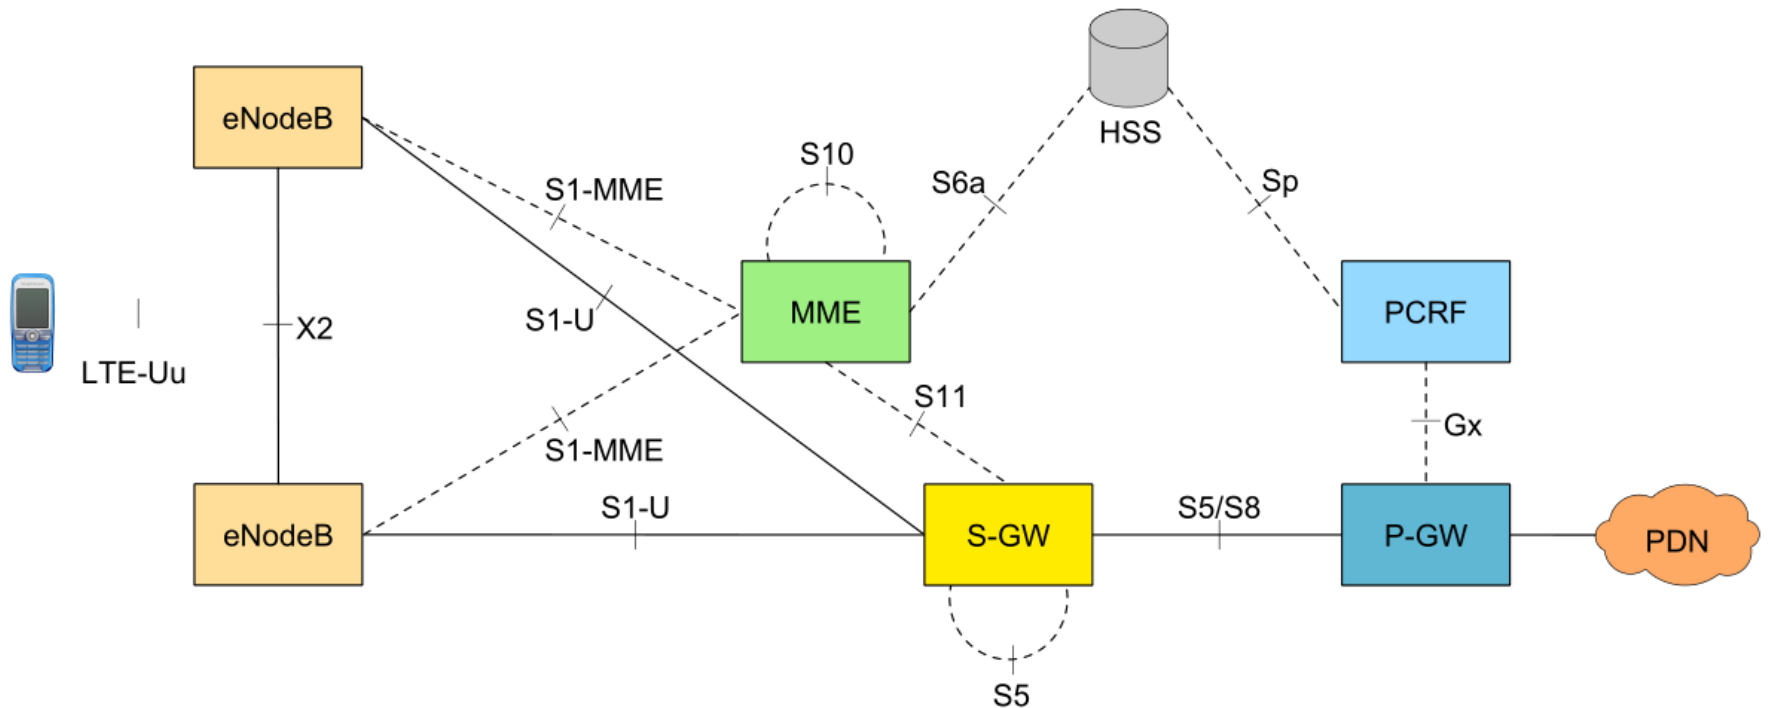 HSS
eNodeB
S10
S1-MME
S6a
Sp
MME
PCRF
S1-U
X2
LTE-Uu
S11
Gx
S1-MME
S1-U
S5/S8
eNodeB
S-GW
P-GW
PDN
S5